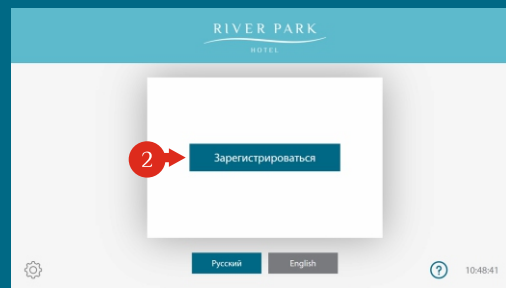 RIVER PARK
HOTEL
2
Зарегистрироваться
Русский
English
?
10:48:41